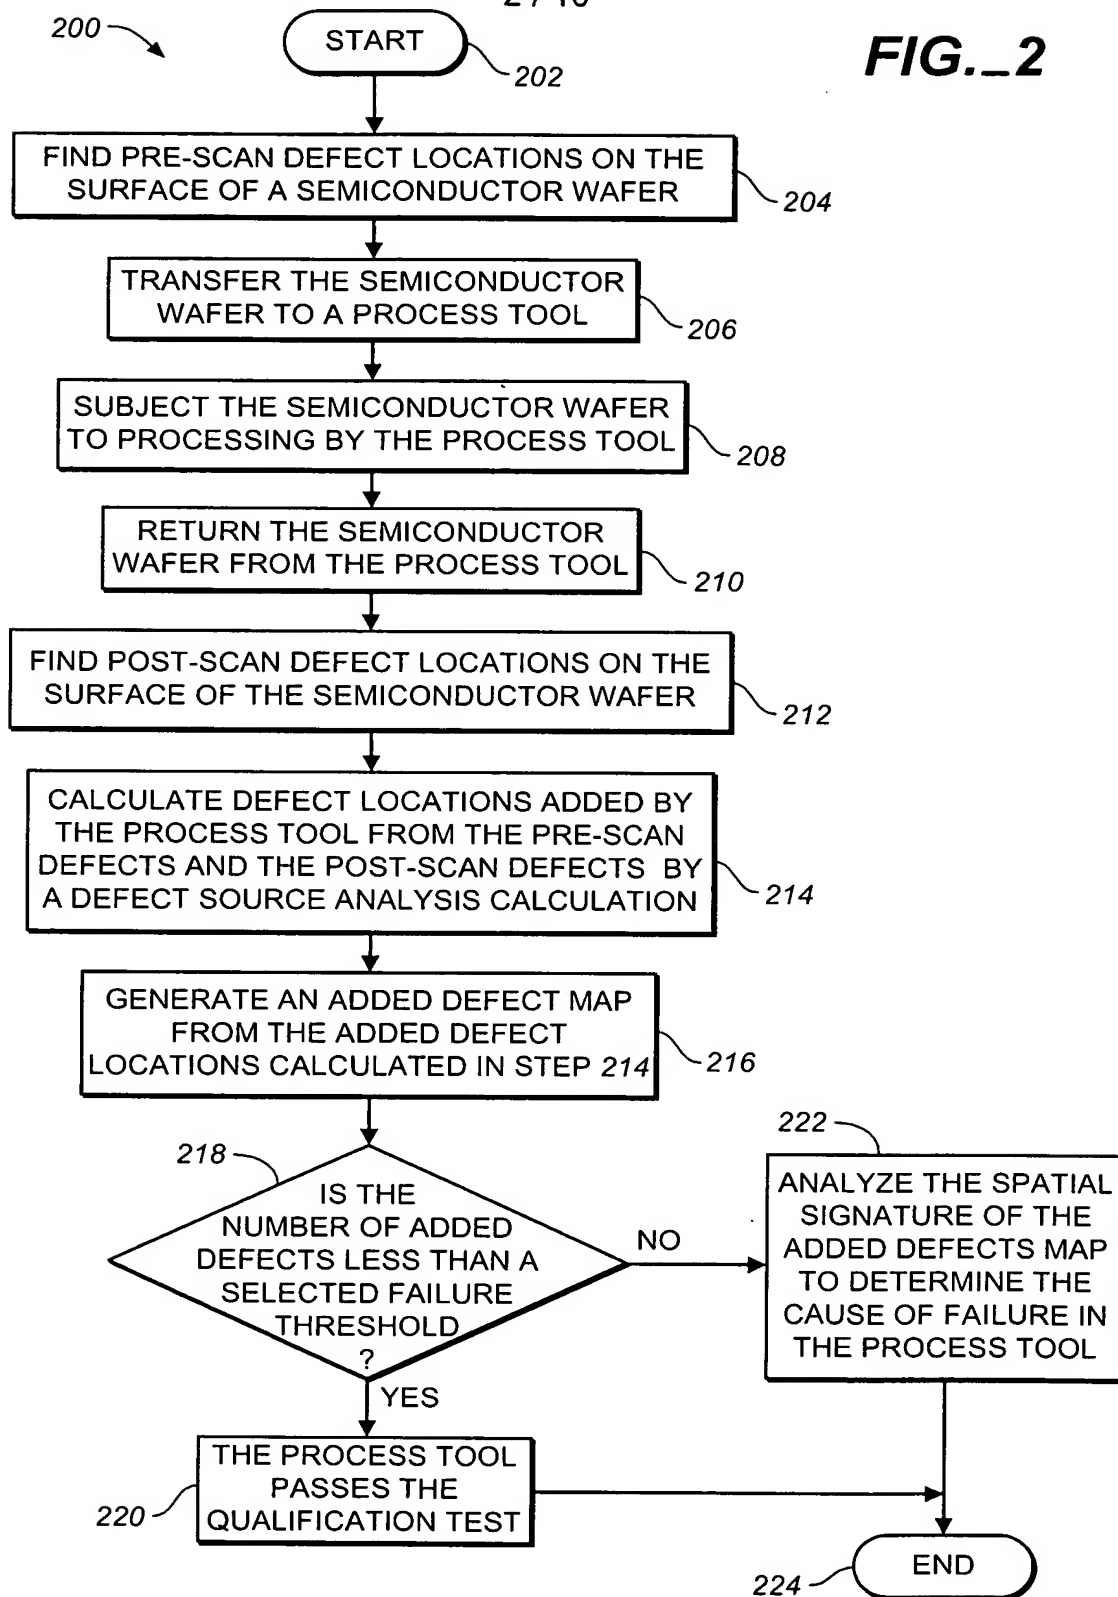 200
START
202
FIG._2
FIND PRE-SCAN DEFECT LOCATIONS ON THE
SURFACE OF A SEMICONDUCTOR WAFER
204
TRANSFER THE SEMICONDUCTOR
WAFER TO A PROCESS TOOL
206
SUBJECT THE SEMICONDUCTOR WAFER
TO PROCESSING BY THE PROCESS TOOL
208
RETURN THE SEMICONDUCTOR
WAFER FROM THE PROCESS TOOL
210
FIND POST-SCAN DEFECT LOCATIONS ON THE
SURFACE OF THE SEMICONDUCTOR WAFER
212
CALCULATE DEFECT LOCATIONS ADDED BY
THE PROCESS TOOL FROM THE PRE-SCAN
DEFECTS AND THE POST-SCAN DEFECTS BY
A DEFECT SOURCE ANALYSIS CALCULATION
214
GENERATE AN ADDED DEFECT MAP
FROM THE ADDED DEFECT
LOCATIONS CALCULATED IN STEP 214
216
218
IS THE
NUMBER OF ADDED
DEFECTS LESS THAN A
SELECTED FAILURE
THRESHOLD
?
NO
YES
222
ANALYZE THE SPATIAL
SIGNATURE OF THE
ADDED DEFECTS MAP
TO DETERMINE THE
CAUSE OF FAILURE IN
THE PROCESS TOOL
THE PROCESS TOOL
PASSES THE
QUALIFICATION TEST
220
END
224